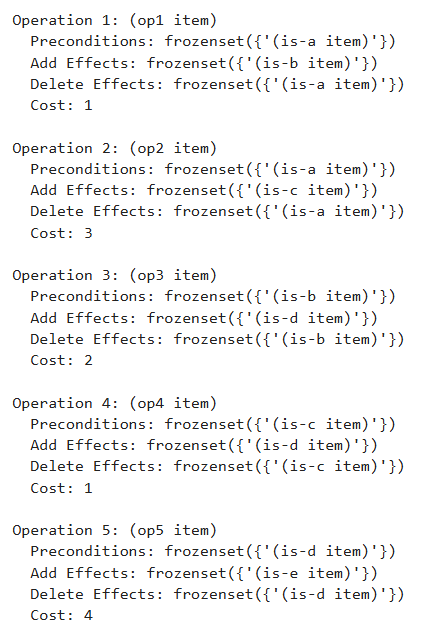 Operation 1: (op1 item)
  Preconditions: frozenset({'(is-a item)'})
  Add Effects: frozenset({'(is-b item)'})
  Delete Effects: frozenset({'(is-a item)'})
  Cost: 1

Operation 2: (op2 item)
  Preconditions: frozenset({'(is-a item)'})
  Add Effects: frozenset({'(is-c item)'})
  Delete Effects: frozenset({'(is-a item)'})
  Cost: 3

Operation 3: (op3 item)
  Preconditions: frozenset({'(is-b item)'})
  Add Effects: frozenset({'(is-d item)'})
  Delete Effects: frozenset({'(is-b item)'})
  Cost: 2

Operation 4: (op4 item)
  Preconditions: frozenset({'(is-c item)'})
  Add Effects: frozenset({'(is-d item)'})
  Delete Effects: frozenset({'(is-c item)'})
  Cost: 1

Operation 5: (op5 item)
  Preconditions: frozenset({'(is-d item)'})
  Add Effects: frozenset({'(is-e item)'})
  Delete Effects: frozenset({'(is-d item)'})
  Cost: 4